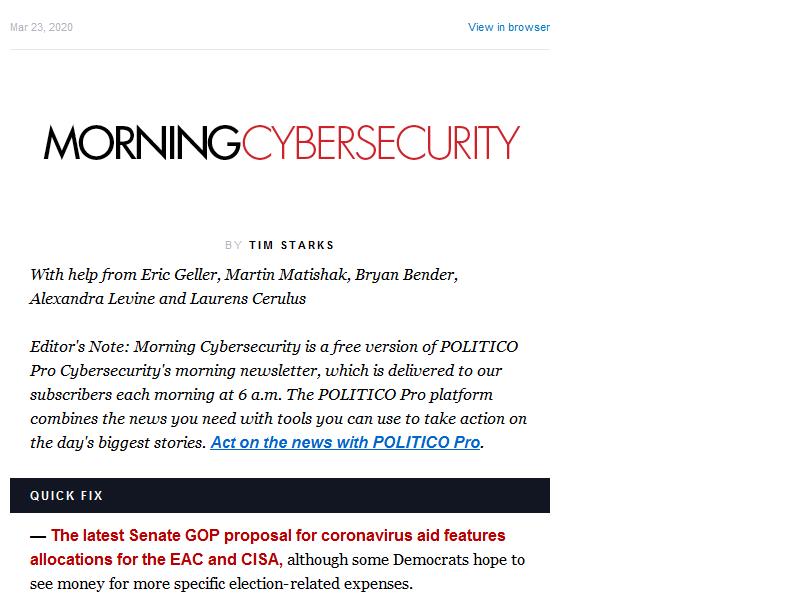 Mar 23, 2020 View in browser
MORNINGCYBERSECURITY
BY TIM STARKS
With help from Eric Geller, Martin Matishak, Bryan Bender,
Alexandra Levine and Laurens Cerulus
Editor's Note: Morning Cybersecurity is a free version of POLITICO
Pro Cybersecurity's morning newsletter, which is delivered to our
subscribers each morning at 6 a.m. The POLITICO Pro platform
combines the news you need with tools you can use to take action on
the day's biggest stories. Act on the news with POLITICO Pro.
QUICK FIX
— The latest Senate GOP proposal for coronavirus aid features
allocations for the EAC and CISA, although some Democrats hope to
see money for more specific election-related expenses.